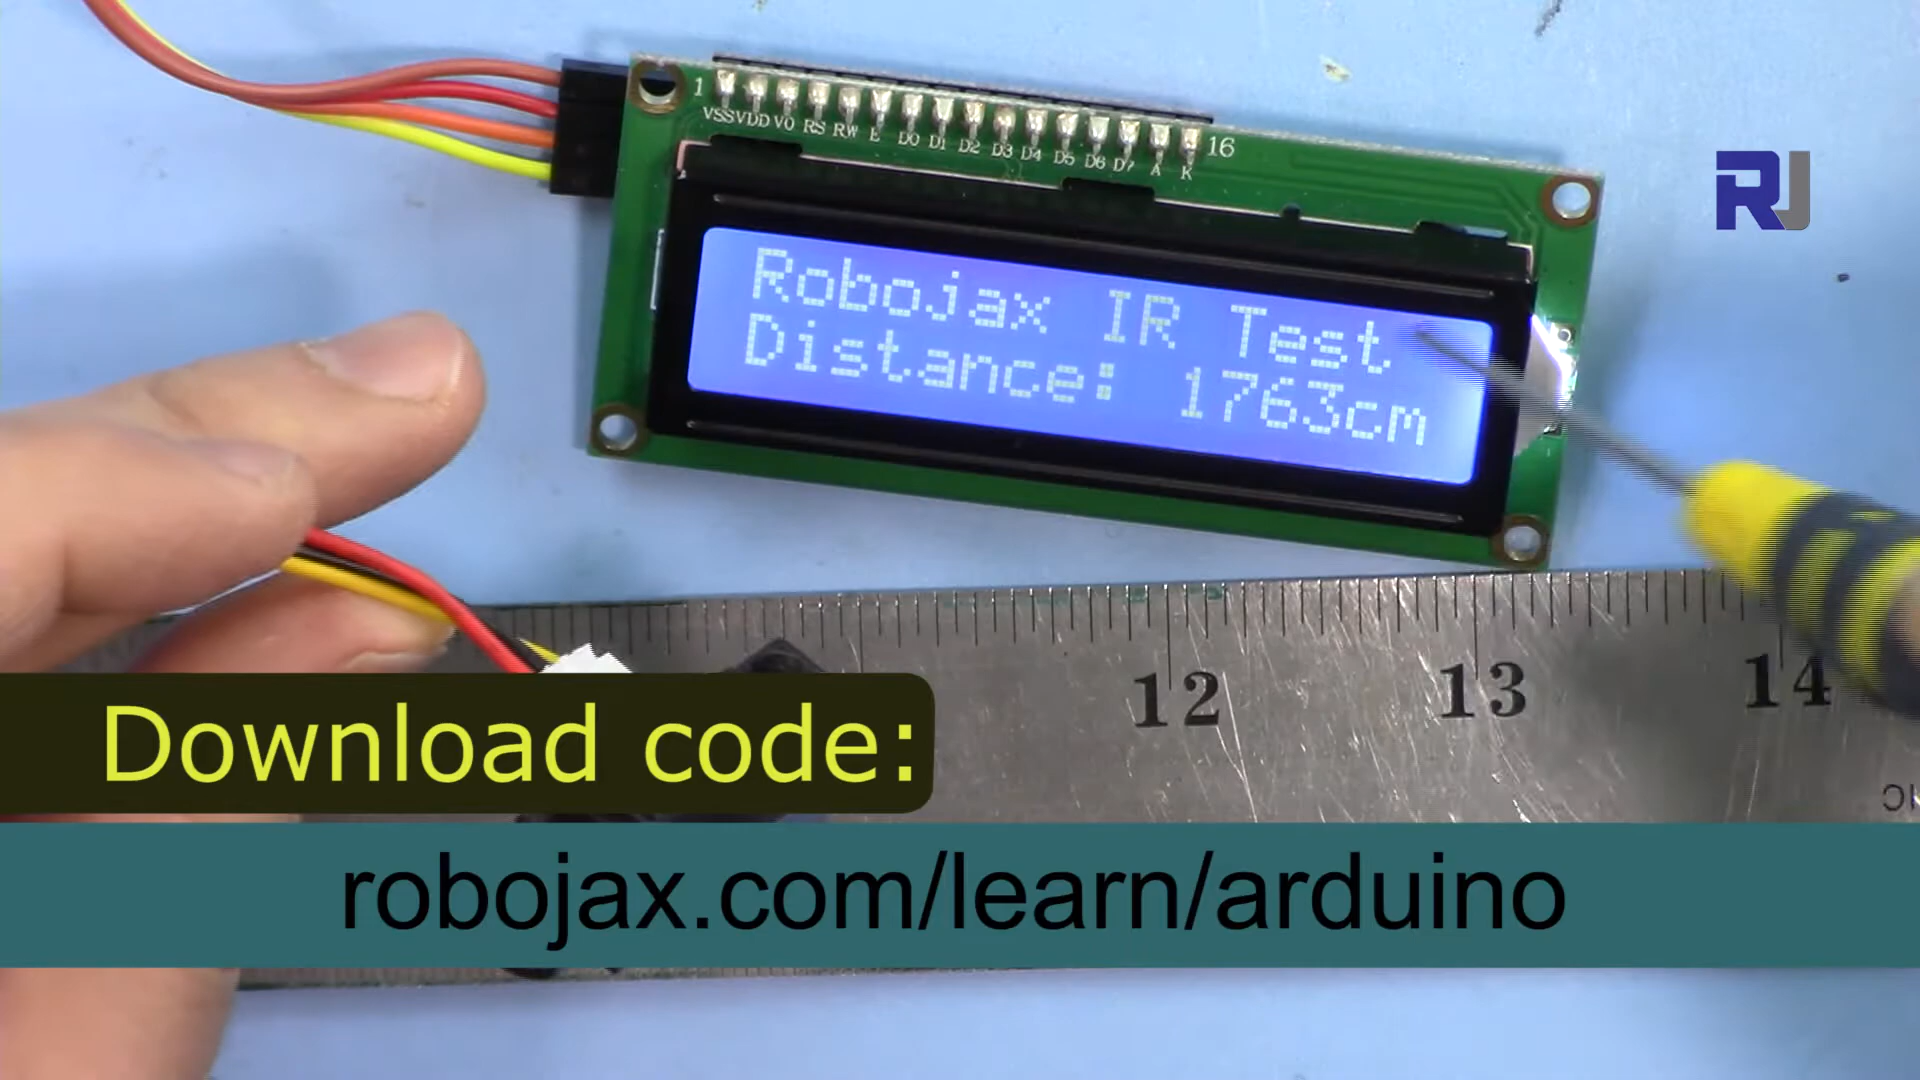 1
VSS VDD V0 RS RW E D0 D1 D2 D3 D4 D5 D6 D7 A K
16
RJ
Robojax IR Test
Distance: 1763cm
12 13 14
Download code:
robojax.com/learn/arduino